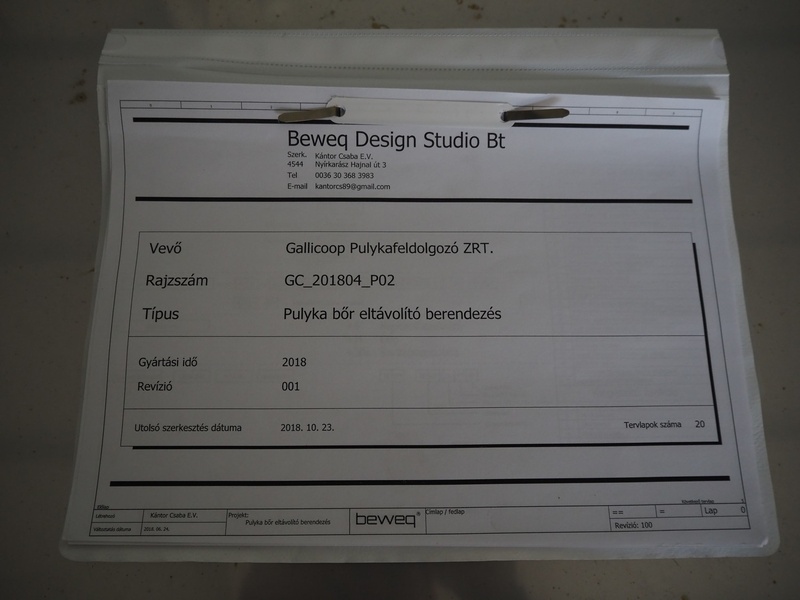 Beweq Design Studio Bt
Szerk. Kántor Csaba E.V.
4544 Nyírkarász Hajnal út 3
Tel 0036 30 368 3983
E-mail kantorcs89@gmail.com
Vevő Gallicoop Pulykafeldolgozó ZRT.
Rajzszám GC_201804_P02
Típus Pulyka bőr eltávolító berendezés
Gyártási idő 2018
Revízió 001
Utolsó szerkesztés dátuma 2018. 10. 23. Tervlapok száma 20
Kántor Csaba E.V. Projekt: beweq Címlap / fedlap == = Lap 0
Pulyka bőr eltávolító berendezés
Változtatás dátuma Revízió: 100